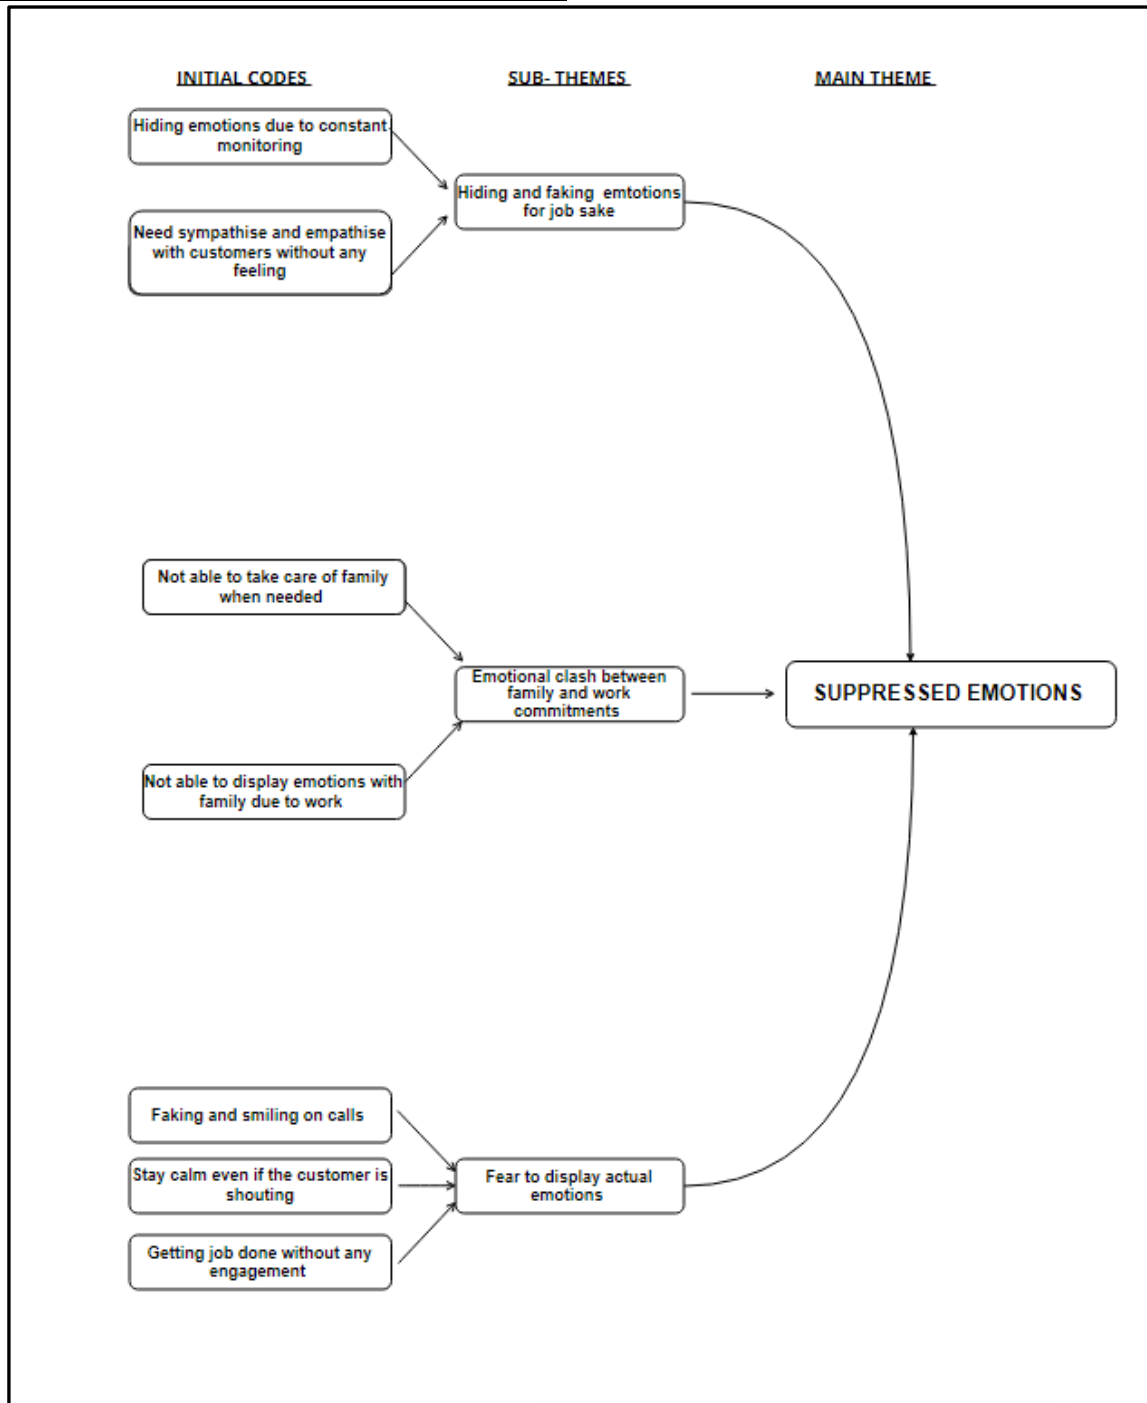 INITIAL CODES
SUB- THEMES
MAIN THEME
Hiding emotions due to constant
monitoring
Need sympathise and empathise
with customers without any
feeling
Hiding and faking emtotions
for job sake
Not able to take care of family
when needed
Not able to display emotions with
family due to work
Emotional clash between
family and work
commitments
SUPPRESSED EMOTIONS
Faking and smiling on calls
Stay calm even if the customer is
shouting
Getting job done without any
engagement
Fear to display actual
emotions